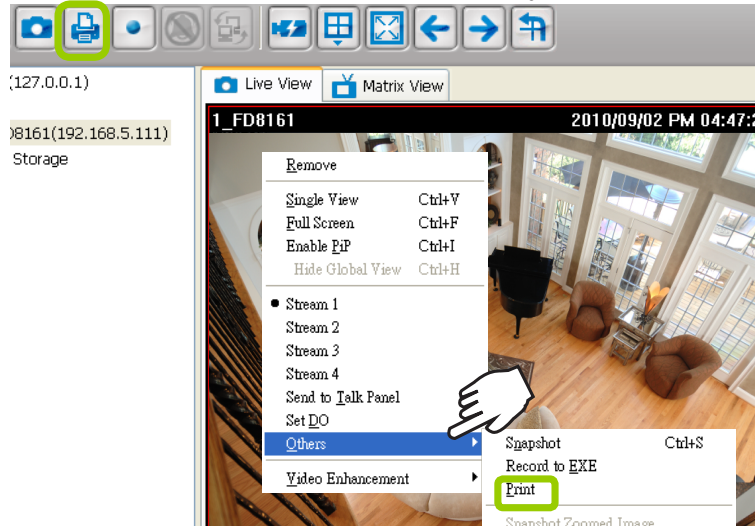 (127.0.0.1)
Live View
Matrix View
D8161(192.168.5.111)
Storage
1_FD8161
2010/09/02 PM 04:47:2
Remove
Single View Ctrl+V
Full Screen Ctrl+F
Enable PiP Ctrl+I
Hide Global View Ctrl+H
Stream 1
Stream 2
Stream 3
Stream 4
Send to Talk Panel
Set DO
Others
Video Enhancement
Snapshot Ctrl+S
Record to EXE
Print
Snapshot Zoomed Image